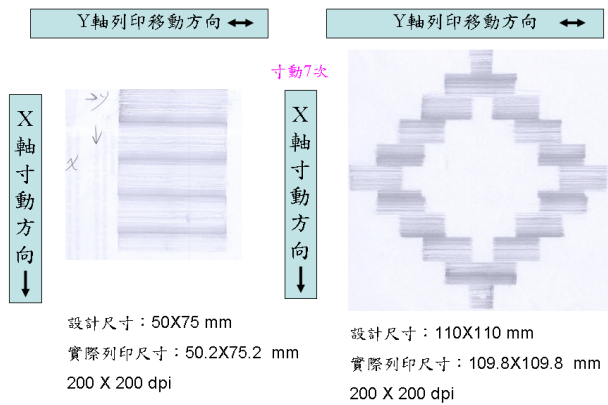 Y軸列印移動方向
X軸寸動方向
y
x
設計尺寸：50X75 mm
實際列印尺寸：50.2X75.2 mm
200 X 200 dpi
Y軸列印移動方向
寸動7次
X軸寸動方向
設計尺寸：110X110 mm
實際列印尺寸：109.8X109.8 mm
200 X 200 dpi